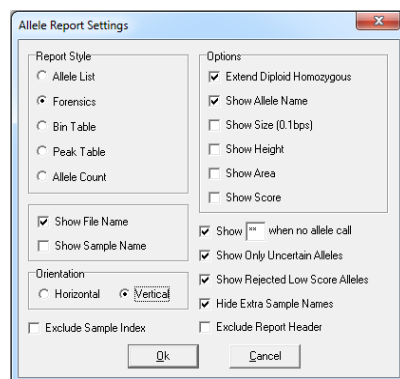 Allele Report Settings
Report Style
Allele List
Forensics
Bin Table
Peak Table
Allele Count
Show File Name
Show Sample Name
Orientation
Horizontal Vertical
Exclude Sample Index
Options
Extend Diploid Homozygous
Show Allele Name
Show Size (0.1bps)
Show Height
Show Area
Show Score
Show ** when no allele call
Show Only Uncertain Alleles
Show Rejected Low Score Alleles
Hide Extra Sample Names
Exclude Report Header
Ok Cancel